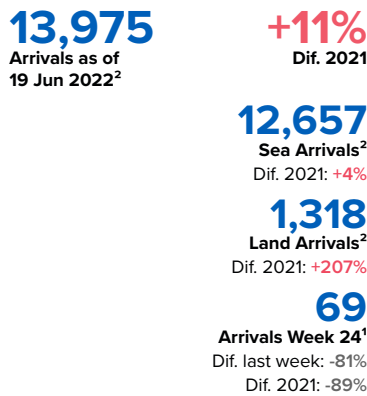 13,975
+11%
Arrivals as of
19 Jun 2022²
Dif. 2021
12,657
Sea Arrivals²
Dif. 2021: +4%
1,318
Land Arrivals²
Dif. 2021: +207%
69
Arrivals Week 24¹
Dif. last week: -81%
Dif. 2021: -89%